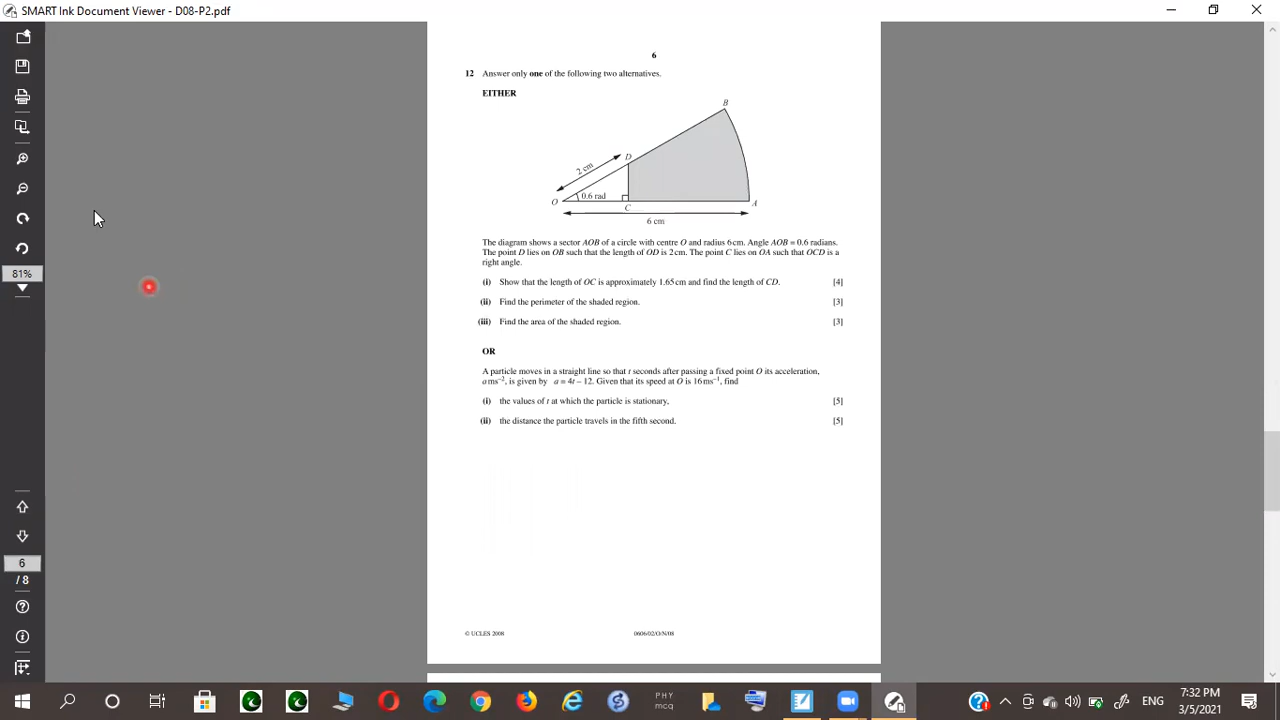 SMART Ink Document Viewer - D08-P2.pdf
6
12 Answer only one of the following two alternatives.
EITHER
B
D
2 cm
0.6 rad
O
C
A
6 cm
The diagram shows a sector AOB of a circle with centre O and radius 6 cm. Angle AOB = 0.6 radians.
The point D lies on OB such that the length of OD is 2 cm. The point C lies on OA such that OCD is a
right angle.
(i) Show that the length of OC is approximately 1.65 cm and find the length of CD. [4]
(ii) Find the perimeter of the shaded region. [3]
(iii) Find the area of the shaded region. [3]
OR
A particle moves in a straight line so that t seconds after passing a fixed point O its acceleration,
a ms⁻², is given by a = 4t – 12. Given that its speed at O is 16 ms⁻¹, find
(i) the values of t at which the particle is stationary, [5]
(ii) the distance the particle travels in the fifth second. [5]
© UCLES 2008 0606/02/O/N/08
81%
6
/ 8
PHY
mcq
ENG
7:32 PM
3/5/2021